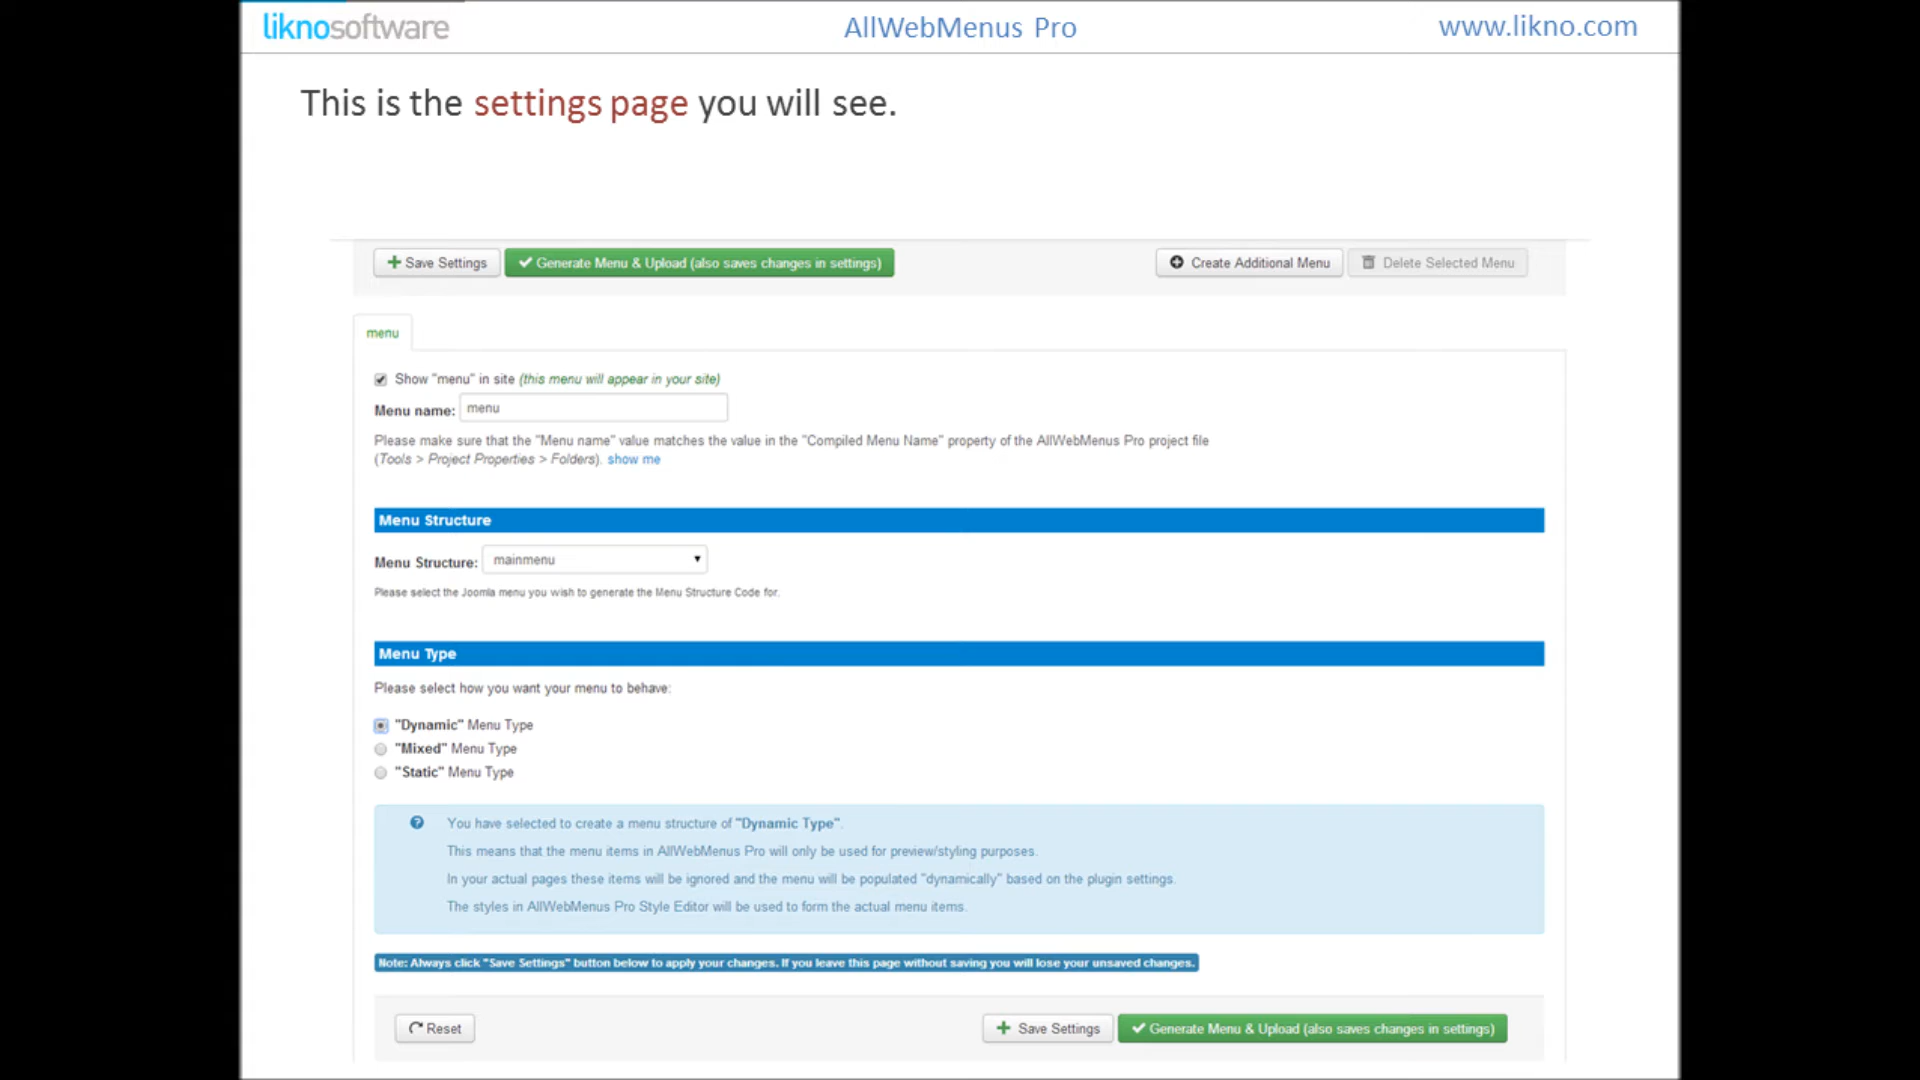 liknosoftware
AllWebMenus Pro
www.likno.com
This is the settings page you will see.
Save Settings
Generate Menu & Upload (also saves changes in settings)
Create Additional Menu
Delete Selected Menu
menu
Show "menu" in site (this menu will appear in your site)
Menu name: menu
Please make sure that the "Menu name" value matches the value in the "Compiled Menu Name" property of the AllWebMenus Pro project file
(Tools > Project Properties > Folders). show me
Menu Structure
Menu Structure: mainmenu
Please select the Joomla menu you wish to generate the Menu Structure Code for.
Menu Type
Please select how you want your menu to behave:
"Dynamic" Menu Type
"Mixed" Menu Type
"Static" Menu Type
You have selected to create a menu structure of "Dynamic Type".
This means that the menu items in AllWebMenus Pro will only be used for preview/styling purposes.
In your actual pages these items will be ignored and the menu will be populated "dynamically" based on the plugin settings.
The styles in AllWebMenus Pro Style Editor will be used to form the actual menu items.
Note: Always click "Save Settings" button below to apply your changes. If you leave this page without saving you will lose your unsaved changes.
Reset
Save Settings
Generate Menu & Upload (also saves changes in settings)